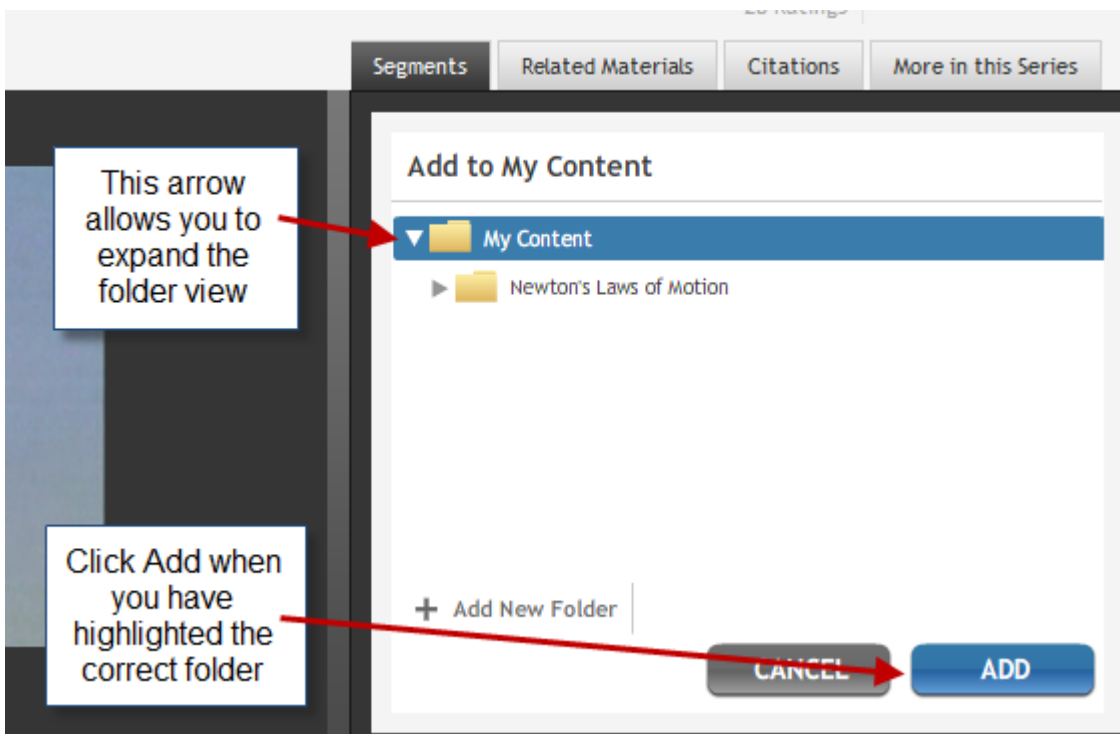 Segments Related Materials Citations More in this Series
Add to My Content
This arrow
allows you to
expand the
folder view
My Content
Newton's Laws of Motion
Click Add when
you have
highlighted the
correct folder
+ Add New Folder
CANCEL ADD